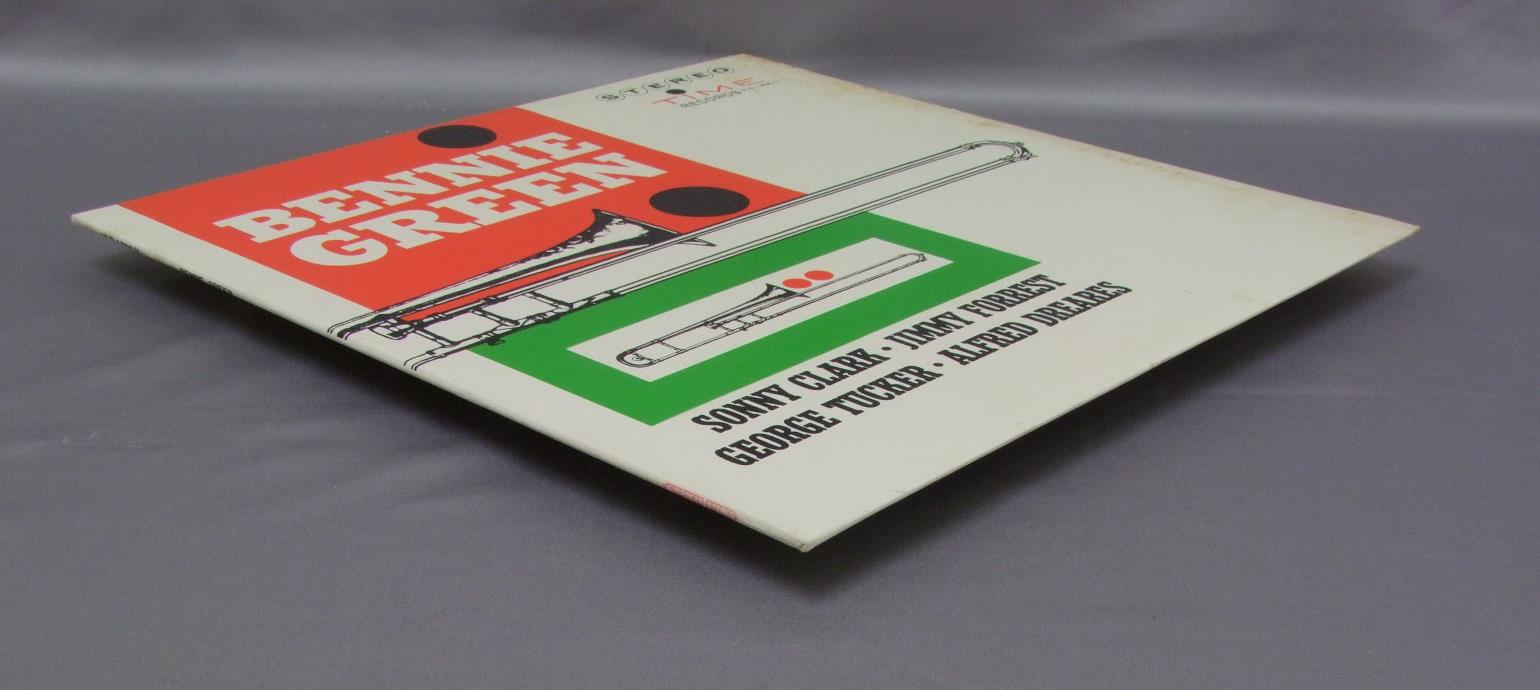 STEREO
TIME
RECORDS
BENNIE
GREEN
SONNY CLARK • JIMMY FORREST
GEORGE TUCKER • ALFRED DREARES